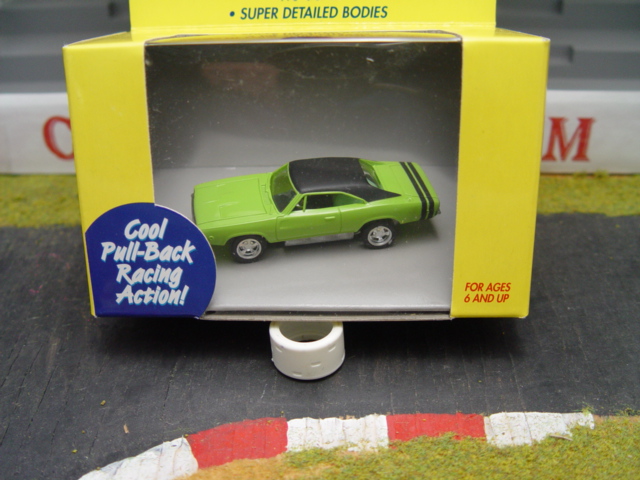 • SUPER DETAILED BODIES
Cool
Pull-Back
Racing
Action!
FOR AGES
6 AND UP